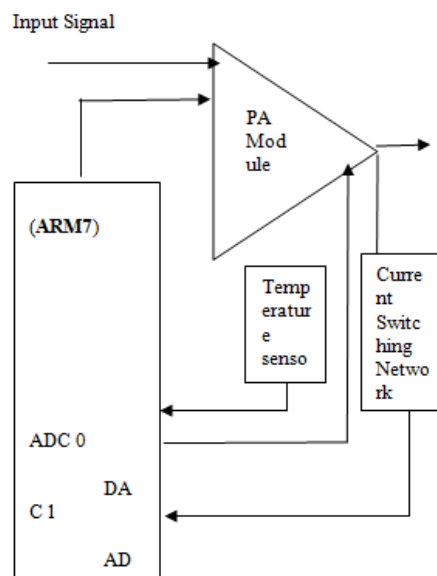 Input Signal
PA
Mod
ule
(ARM7)
Temp
eratur
e
senso
Curre
nt
Switc
hing
Netwo
rk
ADC 0
DA
C 1
AD